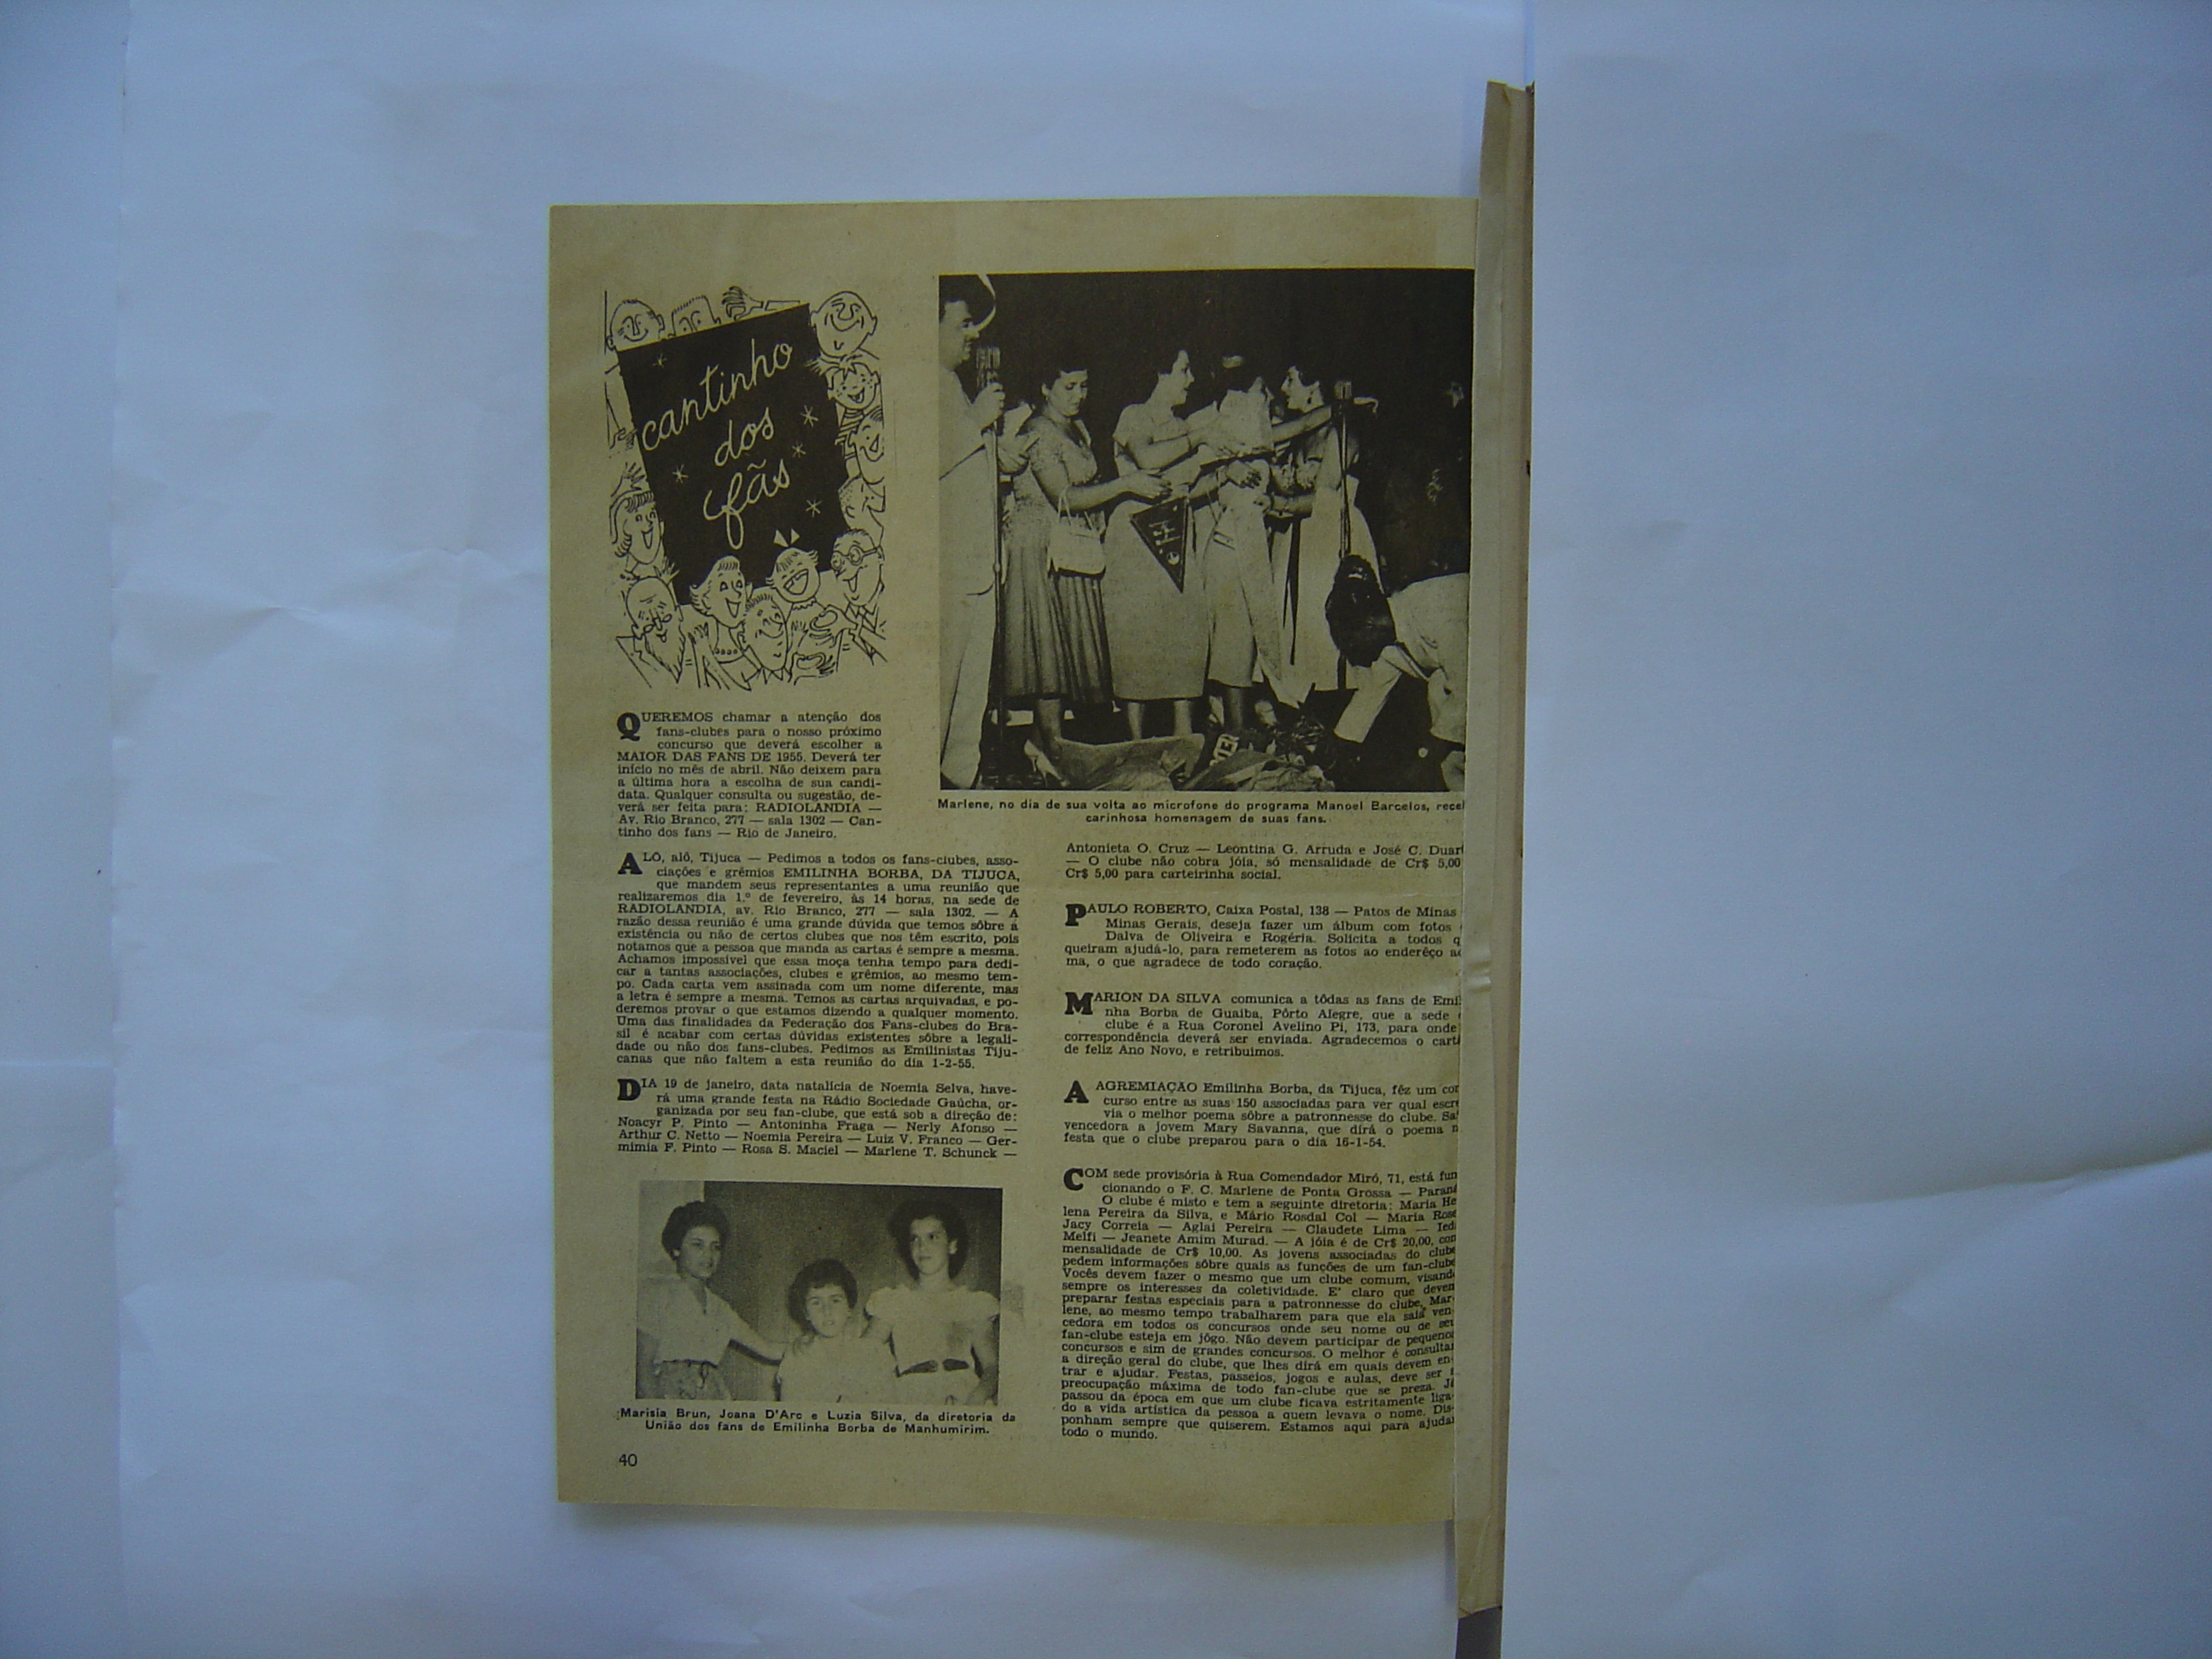 cantinho
dos
fãs
QUEREMOS chamar a atenção dos
fans-clubes para o nosso próximo
concurso que deverá escolher a
MAIOR DAS FANS DE 1955. Deverá ter
início no mês de abril. Não deixem para
a última hora a escolha de sua candi-
data. Qualquer consulta ou sugestão, de-
verá ser feita para: RADIOLANDIA —
Av. Rio Branco, 277 — sala 1302 — Can-
tinho dos fans — Rio de Janeiro.
ALÔ, alô, Tijuca — Pedimos a todos os fans-clubes, asso-
ciações e grêmios EMILINHA BORBA, DA TIJUCA,
que mandem seus representantes a uma reunião que
realizaremos dia 1.º de fevereiro, às 14 horas, na sede de
RADIOLANDIA, av. Rio Branco, 277 — sala 1302. — A
razão dessa reunião é uma grande dúvida que temos sôbre a
existência ou não de certos clubes que nos têm escrito, pois
notamos que a pessoa que manda as cartas é sempre a mesma.
Achamos impossível que essa moça tenha tempo para dedi-
car a tantas associações, clubes e grêmios, ao mesmo tem-
po. Cada carta vem assinada com um nome diferente, mas
a letra é sempre a mesma. Temos as cartas arquivadas, e po-
deremos provar o que estamos dizendo a qualquer momento.
Uma das finalidades da Federação dos Fans-clubes do Bra-
sil é acabar com certas dúvidas existentes sôbre a legali-
dade ou não dos fans-clubes. Pedimos as Emilinistas Tiju-
canas que não faltem a esta reunião do dia 1-2-55.
DIA 19 de janeiro, data natalícia de Noemia Selva, have-
rá uma grande festa na Rádio Sociedade Gaúcha, or-
ganizada por seu fan-clube, que está sob a direção de:
Noacyr P. Pinto — Antoninha Fraga — Nerly Afonso —
Arthur C. Netto — Noemia Pereira — Luiz V. Franco — Ger-
mimia F. Pinto — Rosa S. Maciel — Marlene T. Schunck —
Marisia Brun, Joana D'Arc e Luzia Silva, da diretoria da
União dos fans de Emilinha Borba de Manhumirim.
40
Marlene, no dia de sua volta ao microfone do programa Manoel Barcelos, rece
carinhosa homenagem de suas fans.
Antonieta O. Cruz — Leontina G. Arruda e José C. Duar
— O clube não cobra jóia, só mensalidade de Cr$ 5,00
Cr$ 5,00 para carteirinha social.
PAULO ROBERTO, Caixa Postal, 138 — Patos de Minas
Minas Gerais, deseja fazer um álbum com fotos
Dalva de Oliveira e Rogéria. Solicita a todos q
queiram ajudá-lo, para remeterem as fotos ao enderêço a
ma, o que agradece de todo coração.
MARION DA SILVA comunica a tôdas as fans de Emi
nha Borba de Guaiba, Pôrto Alegre, que a sede
clube é a Rua Coronel Avelino Pi, 173, para onde
correspondência deverá ser enviada. Agradecemos o cart
de feliz Ano Novo, e retribuimos.
A AGREMIAÇÃO Emilinha Borba, da Tijuca, fêz um con
curso entre as suas 150 associadas para ver qual escre
via o melhor poema sôbre a patronnesse do clube. Sa
vencedora a jovem Mary Savanna, que dirá o poema n
festa que o clube preparou para o dia 16-1-54.
COM sede provisória à Rua Comendador Miró, 71, está fun
cionando o F. C. Marlene de Ponta Grossa — Paraná
O clube é misto e tem a seguinte diretoria: Maria He
lena Pereira da Silva, e Mário Rosdal Col — Maria Rose
Jacy Correia — Aglai Pereira — Claudete Lima — Ied
Melfi — Jeanete Amim Murad. — A jóia é de Cr$ 20,00, com
mensalidade de Cr$ 10,00. As jovens associadas do clube
pedem informações sôbre quais as funções de um fan-clube
Vocês devem fazer o mesmo que um clube comum, visand
sempre os interesses da coletividade. E' claro que devem
preparar festas especiais para a patronnesse do clube, Mar
lene, ao mesmo tempo trabalharem para que ela saia ven
cedora em todos os concursos onde seu nome ou de seu
fan-clube esteja em jôgo. Não devem participar de pequenos
concursos e sim de grandes concursos. O melhor é consultar
a direção geral do clube, que lhes dirá em quais devem en-
trar e ajudar. Festas, passeios, jogos e aulas, deve ser
preocupação máxima de todo fan-clube que se preza. Já
passou da época em que um clube ficava estritamente liga-
do a vida artística da pessoa a quem levava o nome. Dis-
ponham sempre que quiserem. Estamos aqui para ajudar
todo o mundo.